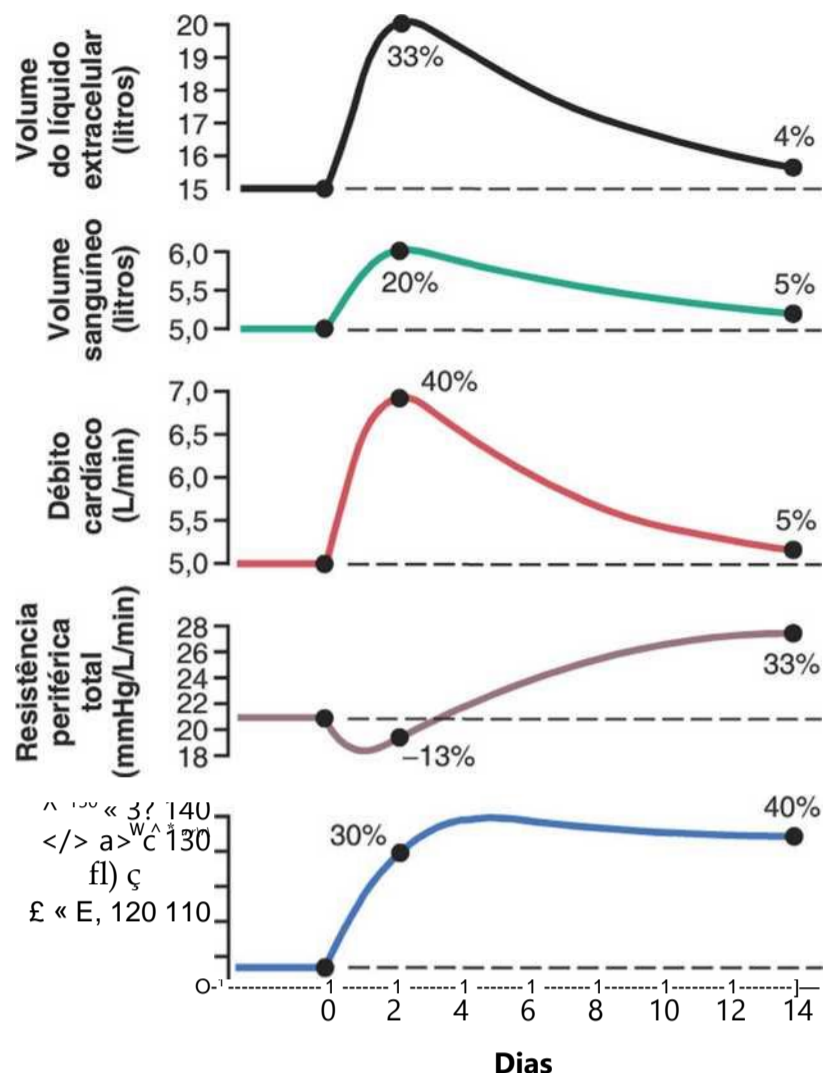 Volume
do líquido
extracelular
(litros)
20
19
18
17
16
15
33%
4%
Volume
sanguíneo
(litros)
6,0
5,5
5,0
20%
5%
Débito
cardíaco
(L/min)
7,0
6,5
6,0
5,5
5,0
40%
5%
Resistência
periférica
total
(mmHg/L/min)
28
26
24
22
20
18
–13%
33%
« 3? 140
</> a> c 130
fl) ç
£ « E, 120 110
30%
40%
0 2 4 6 8 10 12 14
Dias